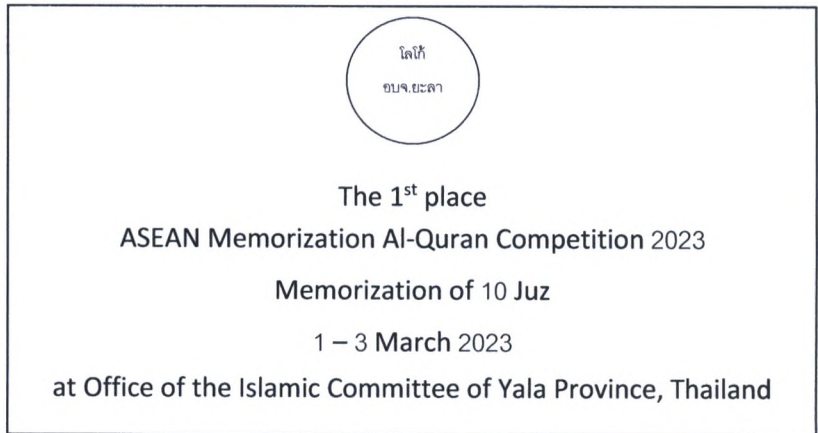 โลโก้
อบจ.ยะลา
The 1st place
ASEAN Memorization Al-Quran Competition 2023
Memorization of 10 Juz
1 – 3 March 2023
at Office of the Islamic Committee of Yala Province, Thailand